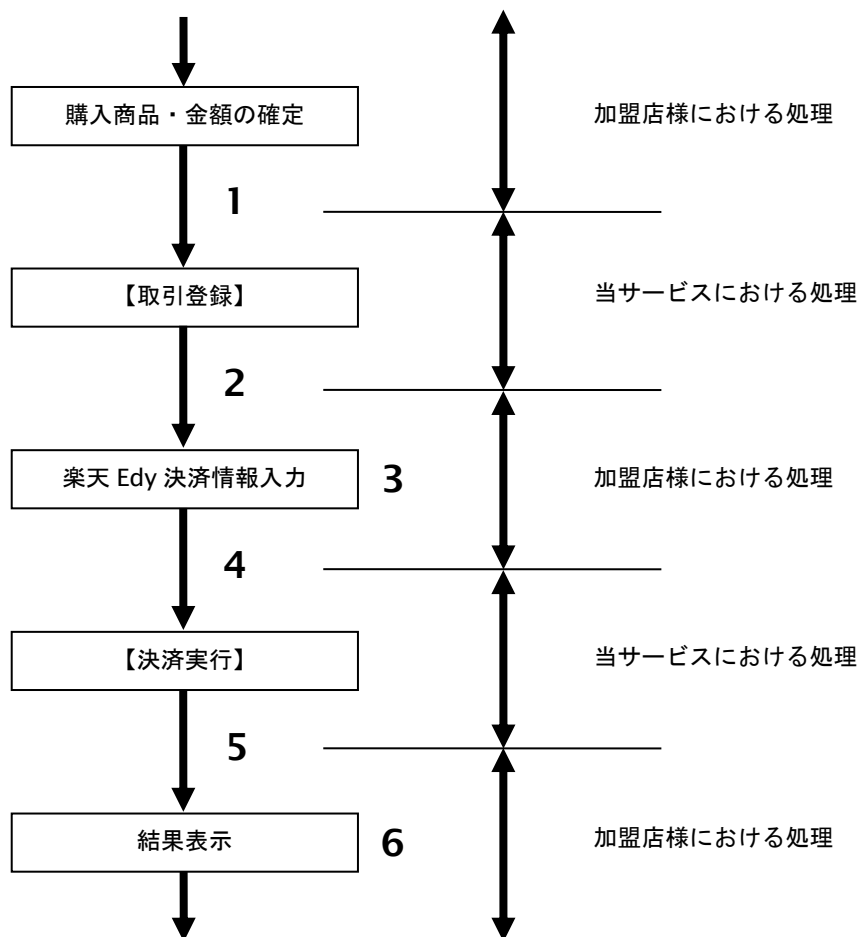 購入商品・金額の確定
加盟店様における処理
1
【取引登録】
当サービスにおける処理
2
楽天 Edy 決済情報入力
3
加盟店様における処理
4
【決済実行】
当サービスにおける処理
5
結果表示
6
加盟店様における処理